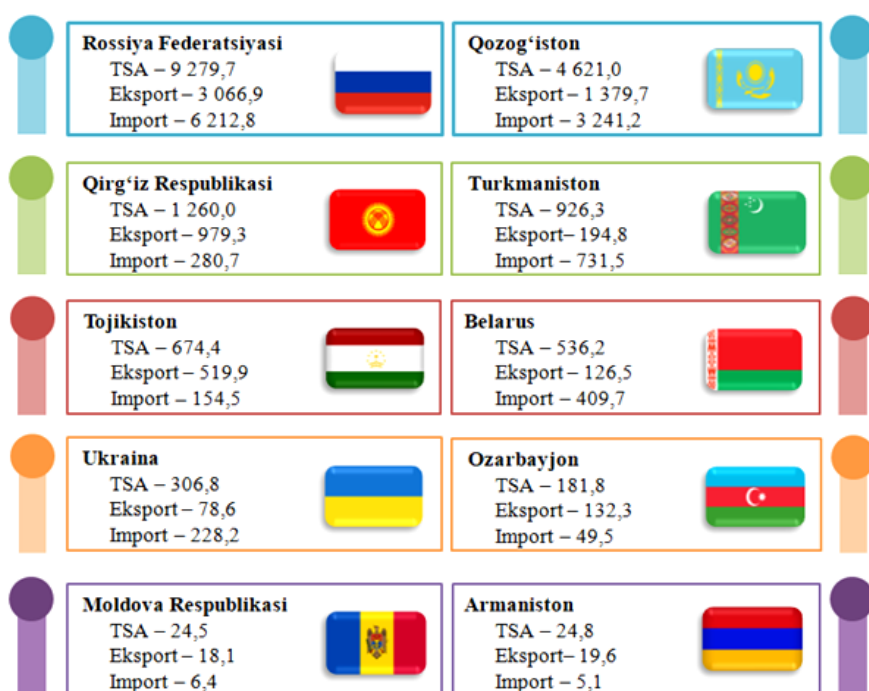 Rossiya Federatsiyasi
TSA – 9 279,7
Eksport – 3 066,9
Import – 6 212,8
Qozog‘iston
TSA – 4 621,0
Eksport – 1 379,7
Import – 3 241,2
Qirg‘iz Respublikasi
TSA – 1 260,0
Eksport – 979,3
Import – 280,7
Turkmaniston
TSA – 926,3
Eksport– 194,8
Import – 731,5
Tojikiston
TSA – 674,4
Eksport – 519,9
Import – 154,5
Belarus
TSA – 536,2
Eksport – 126,5
Import – 409,7
Ukraina
TSA – 306,8
Eksport – 78,6
Import – 228,2
Ozarbayjon
TSA – 181,8
Eksport – 132,3
Import – 49,5
Moldova Respublikasi
TSA – 24,5
Eksport – 18,1
Import – 6,4
Armaniston
TSA – 24,8
Eksport– 19,6
Import – 5,1